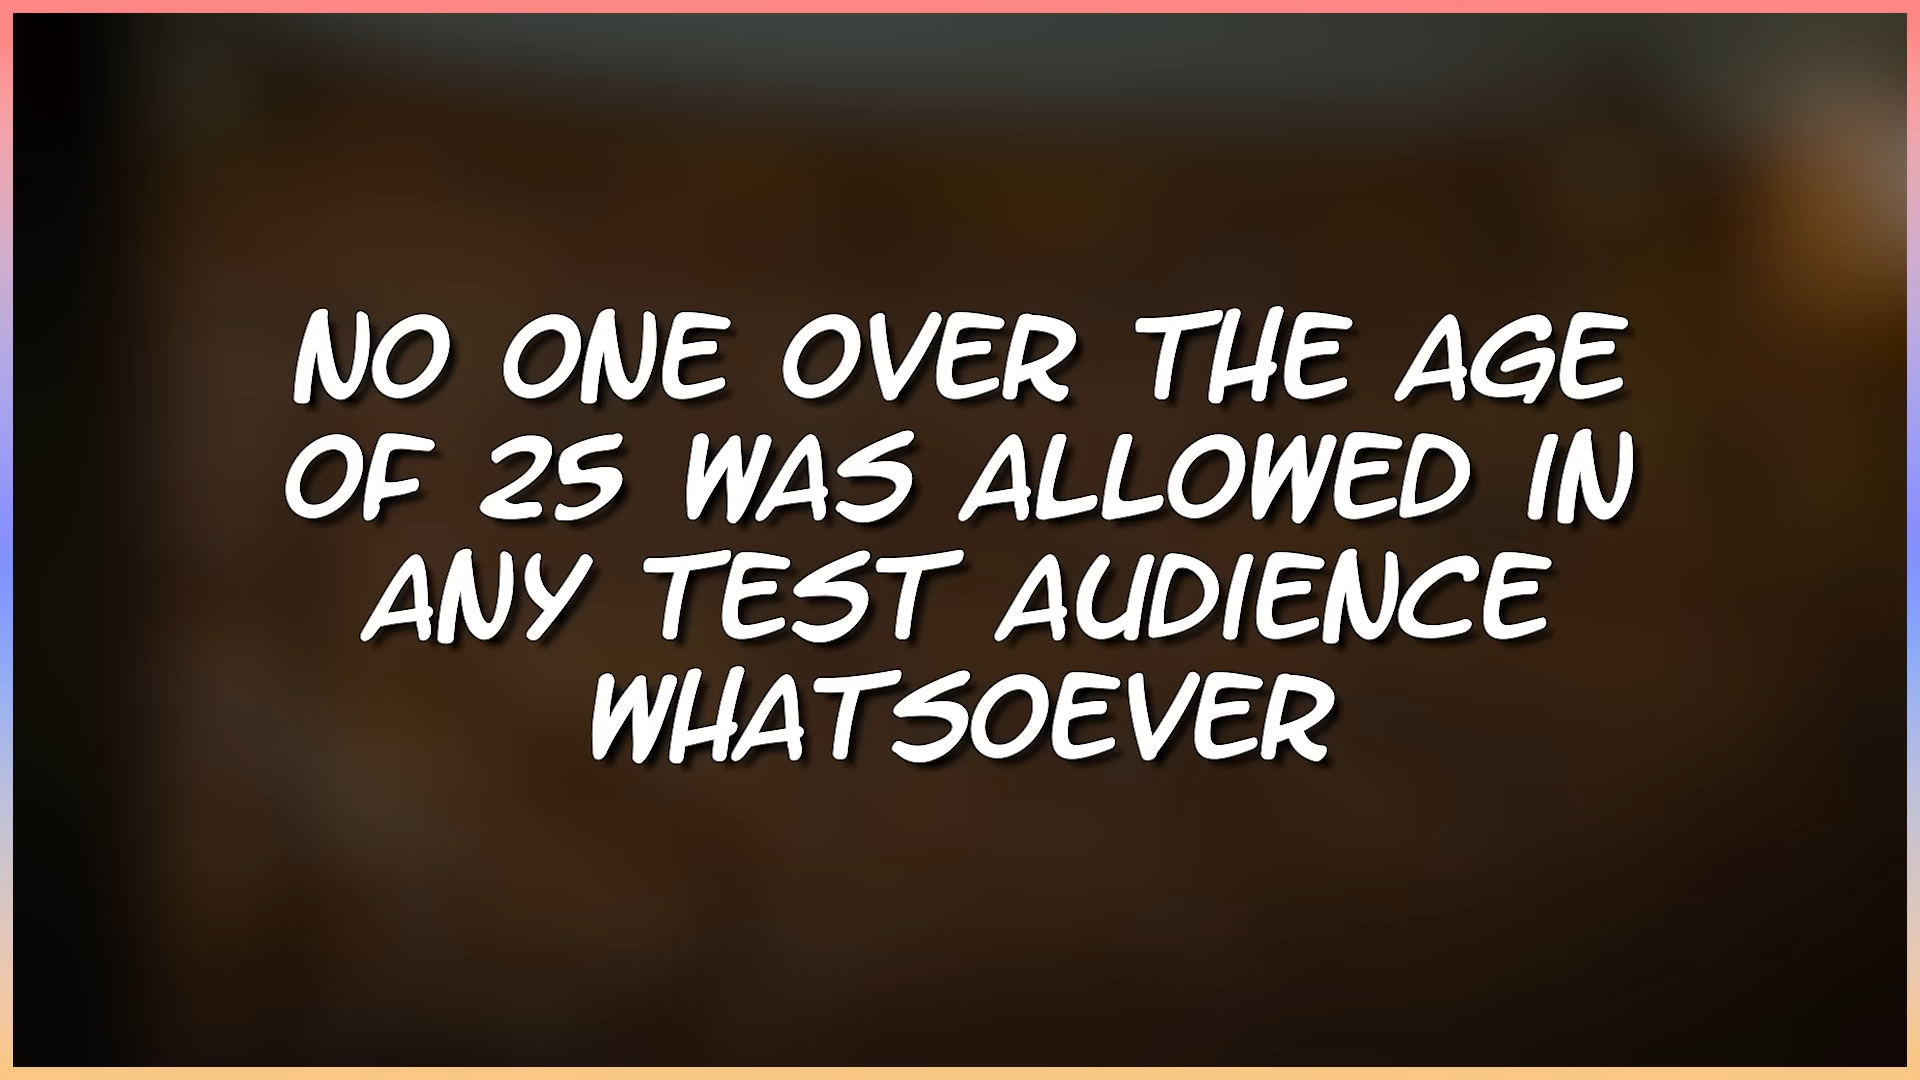 NO ONE OVER THE AGE
OF 25 WAS ALLOWED IN
ANY TEST AUDIENCE
WHATSOEVER